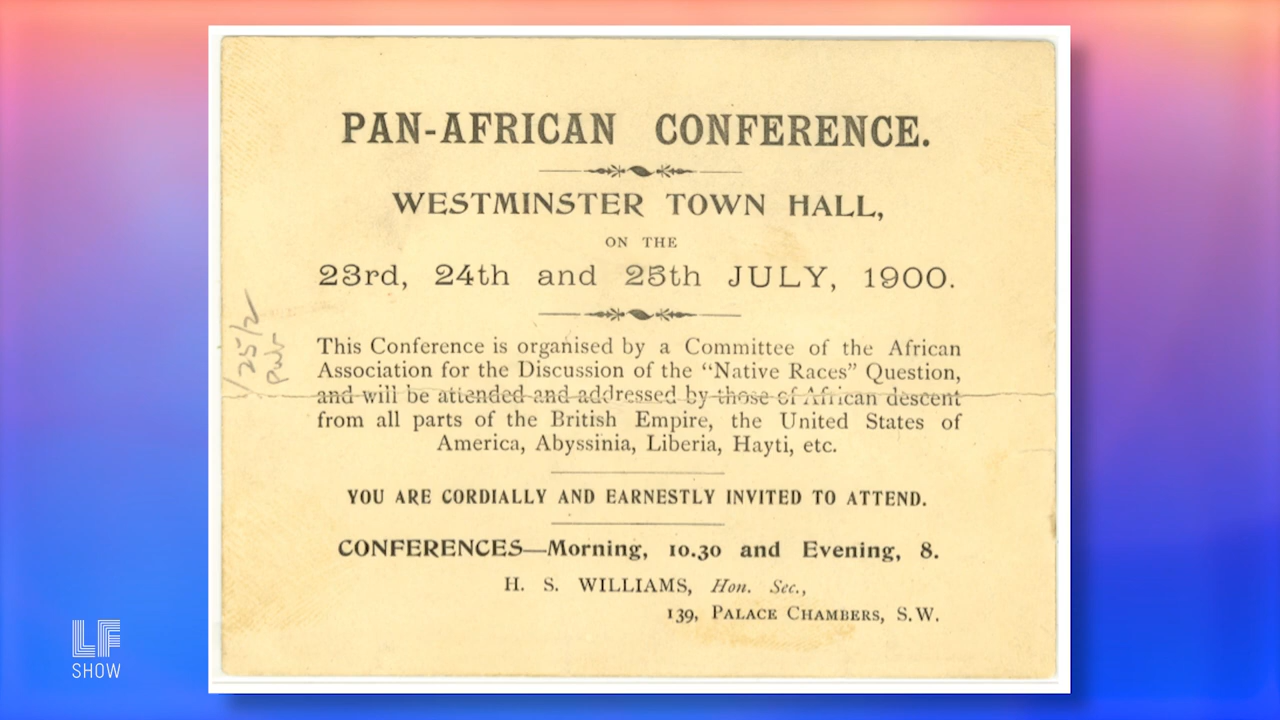 PAN-AFRICAN CONFERENCE.
WESTMINSTER TOWN HALL,
ON THE
23rd, 24th and 25th JULY, 1900.
This Conference is organised by a Committee of the African
Association for the Discussion of the “Native Races” Question,
and will be attended and addressed by those of African descent
from all parts of the British Empire, the United States of
America, Abyssinia, Liberia, Hayti, etc.
YOU ARE CORDIALLY AND EARNESTLY INVITED TO ATTEND.
CONFERENCES—Morning, 10.30 and Evening, 8.
H. S. WILLIAMS, Hon. Sec.,
139, PALACE CHAMBERS, S.W.
LF
SHOW